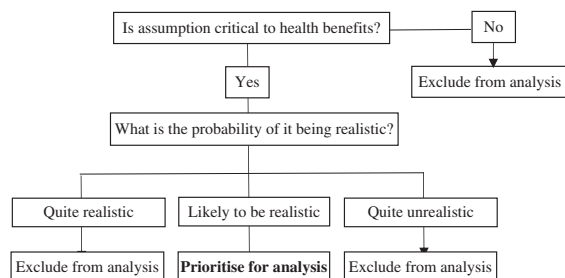 Is assumption critical to health benefits?
No
Yes
Exclude from analysis
What is the probability of it being realistic?
Quite realistic
Likely to be realistic
Quite unrealistic
Exclude from analysis
Prioritise for analysis
Exclude from analysis